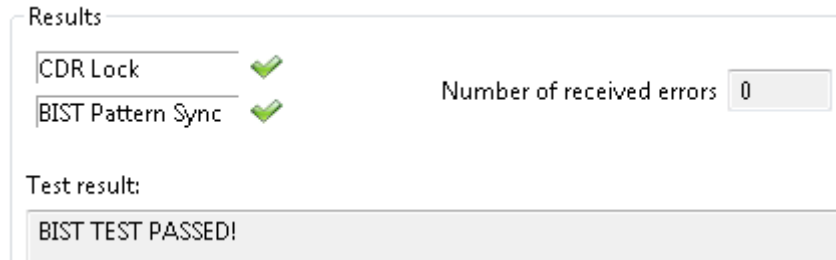 Results
CDR Lock
Number of received errors 0
BIST Pattern Sync
Test result:
BIST TEST PASSED!